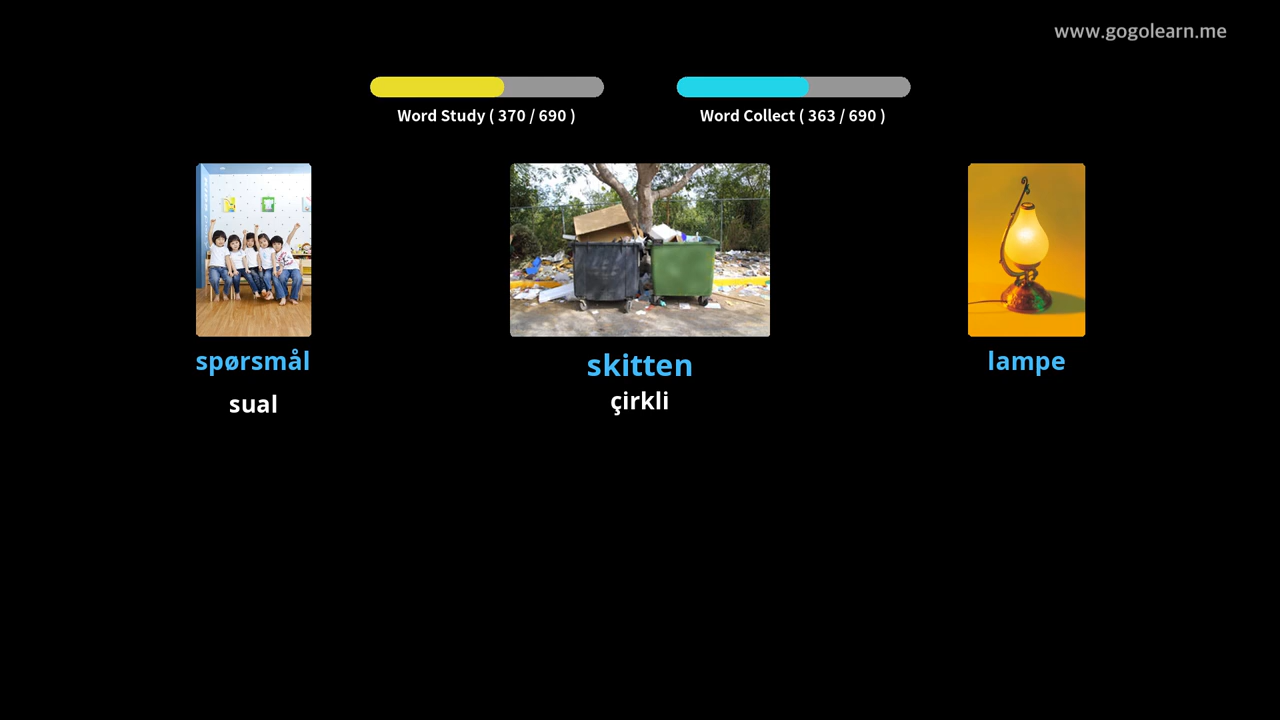 www.gogolearn.me
Word Study ( 370 / 690 )
Word Collect ( 363 / 690 )
spørsmål
sual
skitten
çirkli
lampe